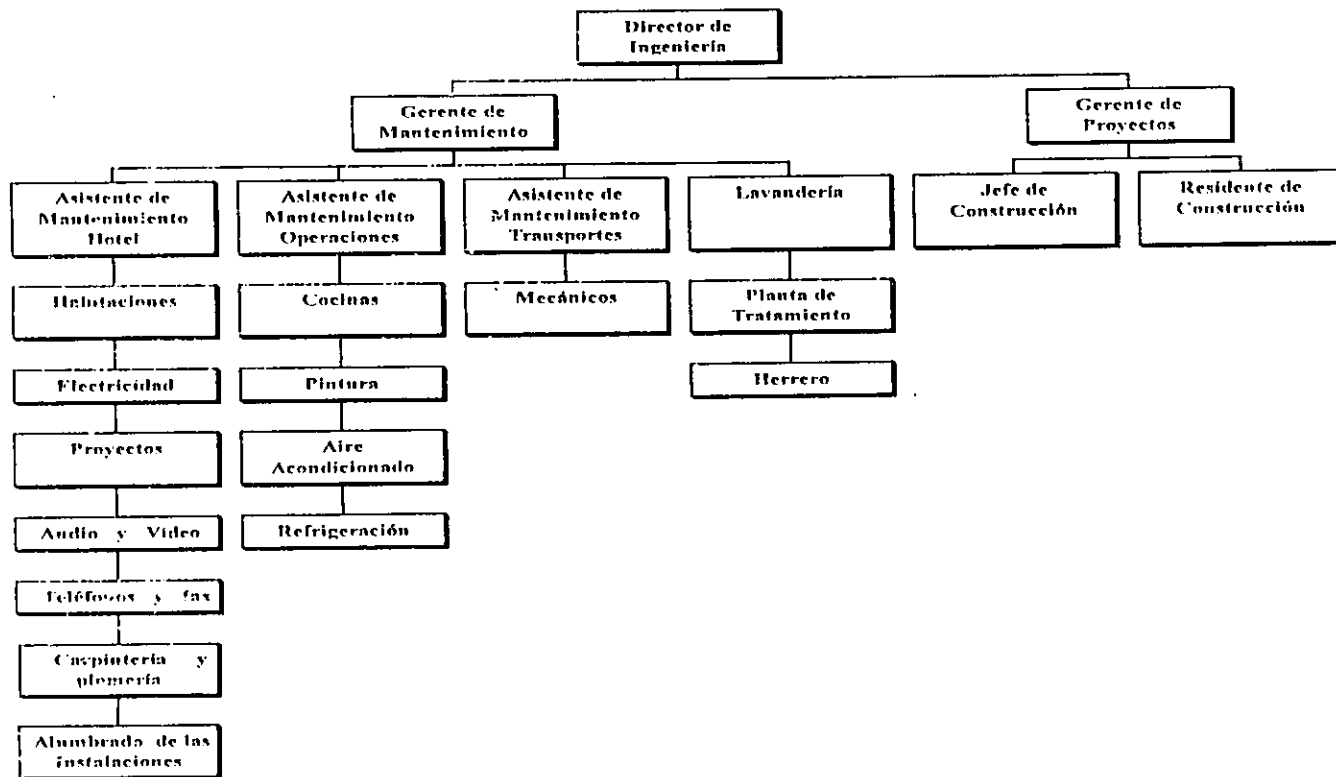 Director de
Ingeniería
Gerente de
Mantenimiento
Gerente de
Proyectos
Asistente de
Mantenimiento
Hotel
Asistente de
Mantenimiento
Operaciones
Asistente de
Mantenimiento
Transportes
Lavandería
Jefe de
Construcción
Residente de
Construcción
Habitaciones
Cocinas
Mecánicos
Planta de
Tratamiento
Electricidad
Pintura
Herrero
Proyectos
Aire
Acondicionado
Audio y Vídeo
Refrigeración
Teléfonos y fax
Carpintería y
plomería
Alumbrado de las
instalaciones